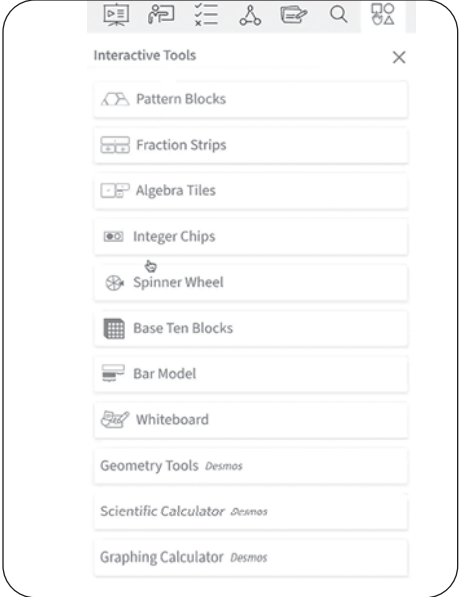 Interactive Tools
Pattern Blocks
Fraction Strips
Algebra Tiles
Integer Chips
Spinner Wheel
Base Ten Blocks
Bar Model
Whiteboard
Geometry Tools Desmos
Scientific Calculator Desmos
Graphing Calculator Desmos